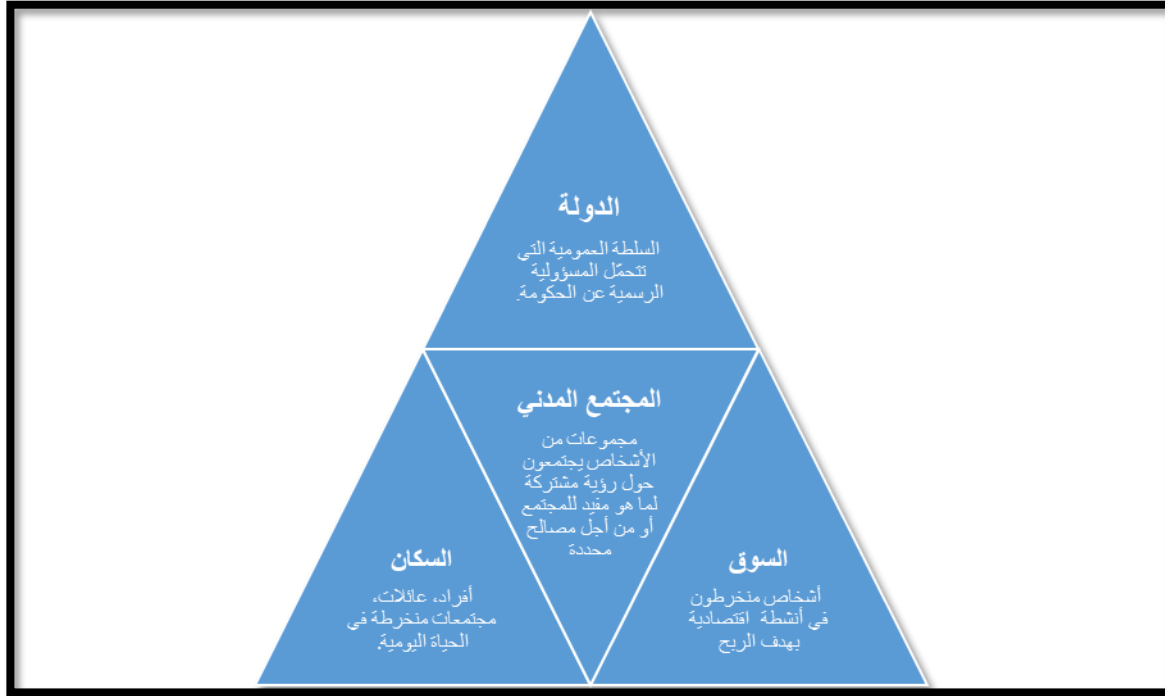 الدولة
السلطة العمومية التي
تتحمّل المسؤولية
الرسمية عن الحكومة.
المجتمع المدني
مجموعات من
الأشخاص يجتمعون
حول رؤية مشتركة
لما هو مفيد للمجتمع
أو من أجل مصالح
محددة
السوق
أشخاص منخرطون
في أنشطة اقتصادية
بهدف الربح
السكان
أفراد، عائلات،
مجتمعات منخرطة في
الحياة اليومية.